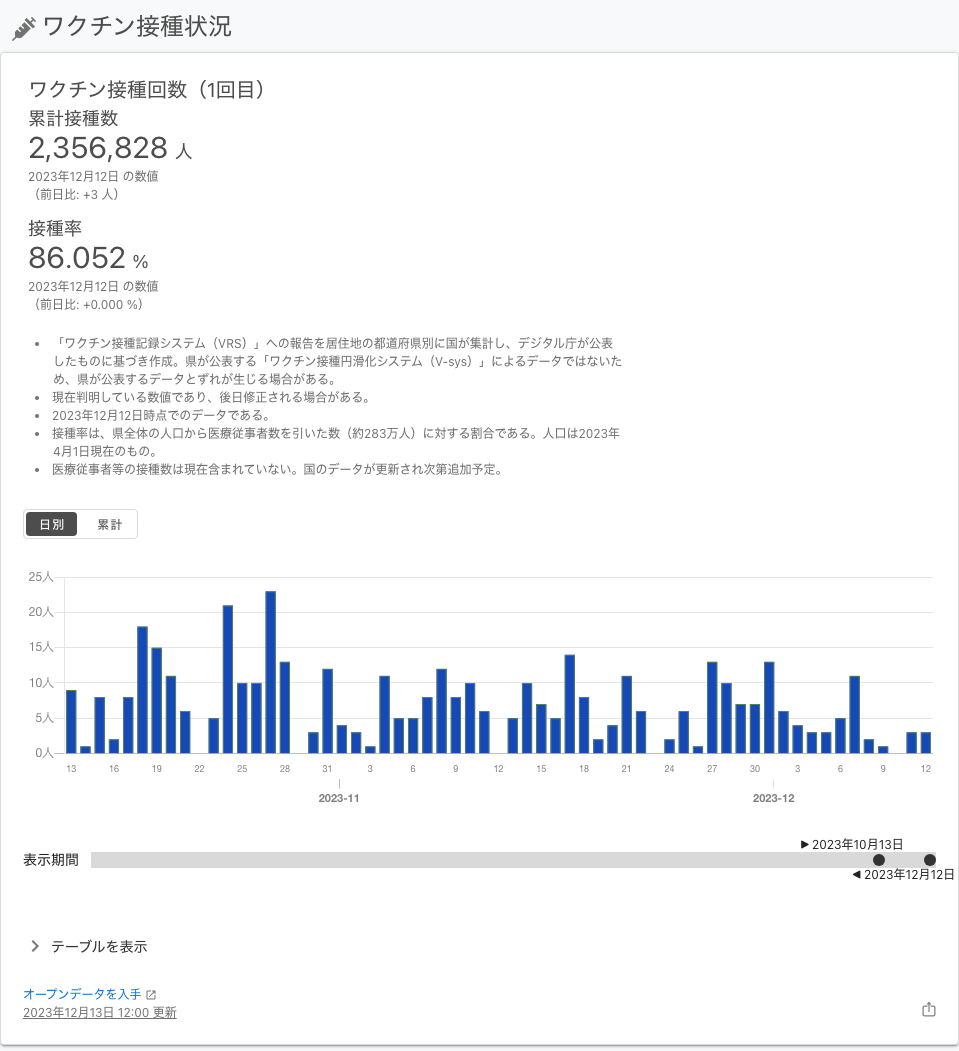 ワクチン接種状況
ワクチン接種回数（1回目）
累計接種数
2,356,828 人
2023年12月12日 の数値
（前日比: +3 人）
接種率
86.052 %
2023年12月12日 の数値
（前日比: +0.000 %）
• 「ワクチン接種記録システム（VRS）」への報告を居住地の都道府県別に国が集計し、デジタル庁が公表
したものに基づき作成。県が公表する「ワクチン接種円滑化システム（V-sys）」によるデータではないた
め、県が公表するデータとずれが生じる場合がある。
• 現在判明している数値であり、後日修正される場合がある。
• 2023年12月12日時点でのデータである。
• 接種率は、県全体の人口から医療従事者数を引いた数（約283万人）に対する割合である。人口は2023年
4月1日現在のもの。
• 医療従事者等の接種数は現在含まれていない。国のデータが更新され次第追加予定。
日別 累計
25人
20人
15人
10人
5人
0人
13 16 19 22 25 28 31 3 6 9 12 15 18 21 24 27 30 3 6 9 12
2023-11 2023-12
▶ 2023年10月13日
表示期間
◀ 2023年12月12日
テーブルを表示
オープンデータを入手
2023年12月13日 12:00 更新